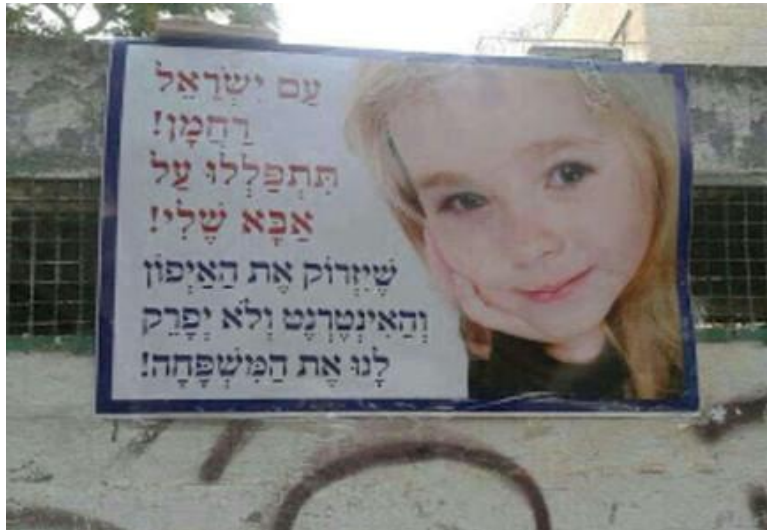 עַם יִשְׂרָאֵל
רַחֲמָן!
תִּתְפַּלְלוּ עַל
אַבָּא שֶׁלִּי!
שֶׁיִּזְרוֹק אֶת הַאַיְפוֹן
וְהַאִינְטֶרְנֶט וְלֹא יְפָרֵק
לָנוּ אֶת הַמִּשְׁפָּחָה!